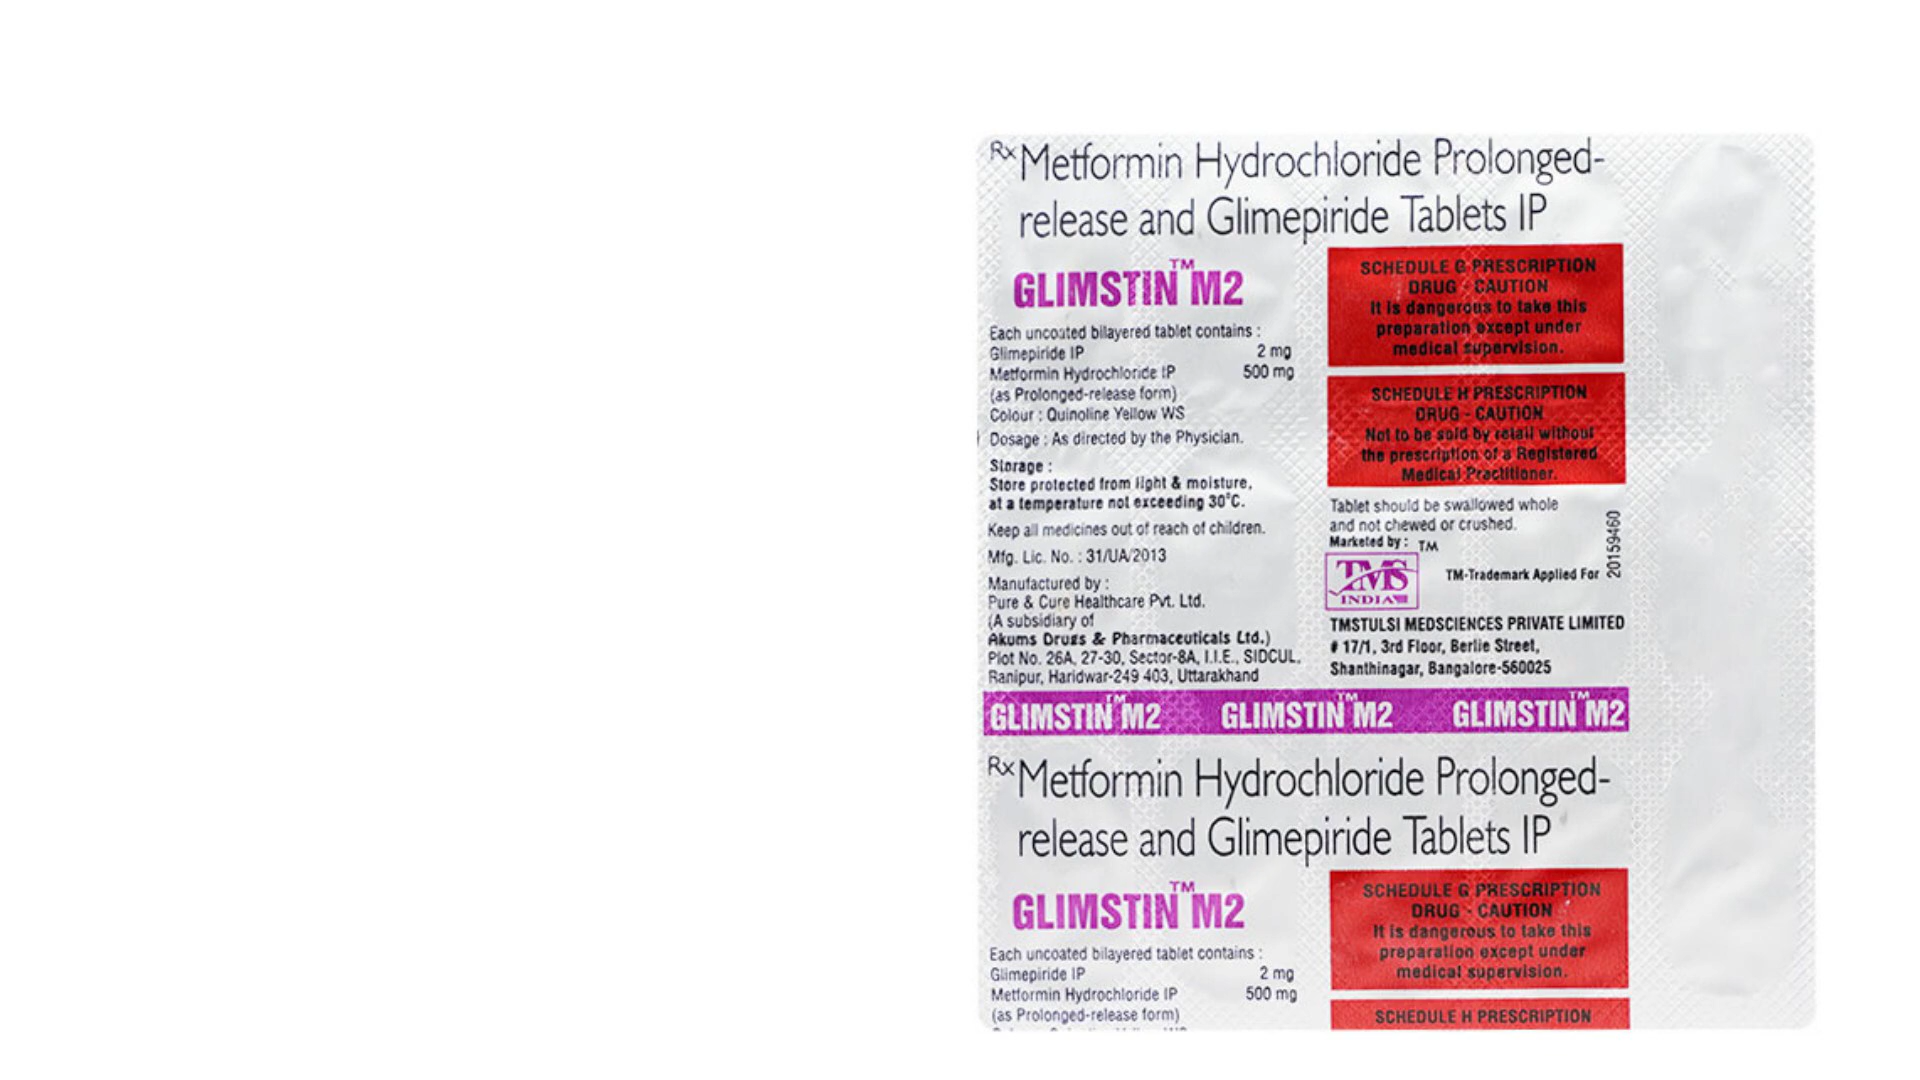 Rx Metformin Hydrochloride Prolonged-
release and Glimepiride Tablets IP
GLIMSTIN™ M2
Each uncoated bilayered tablet contains :
Glimepiride IP 2 mg
Metformin Hydrochloride IP 500 mg
(as Prolonged-release form)
Colour : Quinoline Yellow WS
Dosage : As directed by the Physician.
Storage :
Store protected from light & moisture,
at a temperature not exceeding 30°C.
Keep all medicines out of reach of children.
Mfg. Lic. No. : 31/UA/2013
Manufactured by :
Pure & Cure Healthcare Pvt. Ltd.
(A subsidiary of
Akums Drugs & Pharmaceuticals Ltd.)
Plot No. 26A, 27-30, Sector-8A, I.I.E., SIDCUL,
Ranipur, Haridwar-249 403, Uttarakhand
SCHEDULE G PRESCRIPTION
DRUG - CAUTION
It is dangerous to take this
preparation except under
medical supervision.
SCHEDULE H PRESCRIPTION
DRUG - CAUTION
Not to be sold by retail without
the prescription of a Registered
Medical Practitioner.
Tablet should be swallowed whole
and not chewed or crushed.
Marketed by : TM
TMS
INDIA
TM-Trademark Applied For
20159460
TMSTULSI MEDSCIENCES PRIVATE LIMITED
# 17/1, 3rd Floor, Berlie Street,
Shanthinagar, Bangalore-560025
GLIMSTIN™ M2 GLIMSTIN™ M2 GLIMSTIN™ M2
Rx Metformin Hydrochloride Prolonged-
release and Glimepiride Tablets IP
GLIMSTIN™ M2
Each uncoated bilayered tablet contains :
Glimepiride IP 2 mg
Metformin Hydrochloride IP 500 mg
(as Prolonged-release form)
SCHEDULE G PRESCRIPTION
DRUG - CAUTION
It is dangerous to take this
preparation except under
medical supervision.
SCHEDULE H PRESCRIPTION